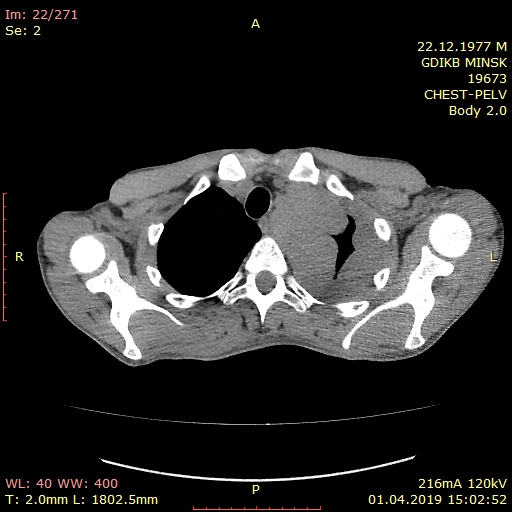 Im: 22/271
Se: 2
A
22.12.1977 M
GDIKB MINSK
19673
CHEST-PELV
Body 2.0
R
L
WL: 40 WW: 400
T: 2.0mm L: 1802.5mm
P
216mA 120kV
01.04.2019 15:02:52